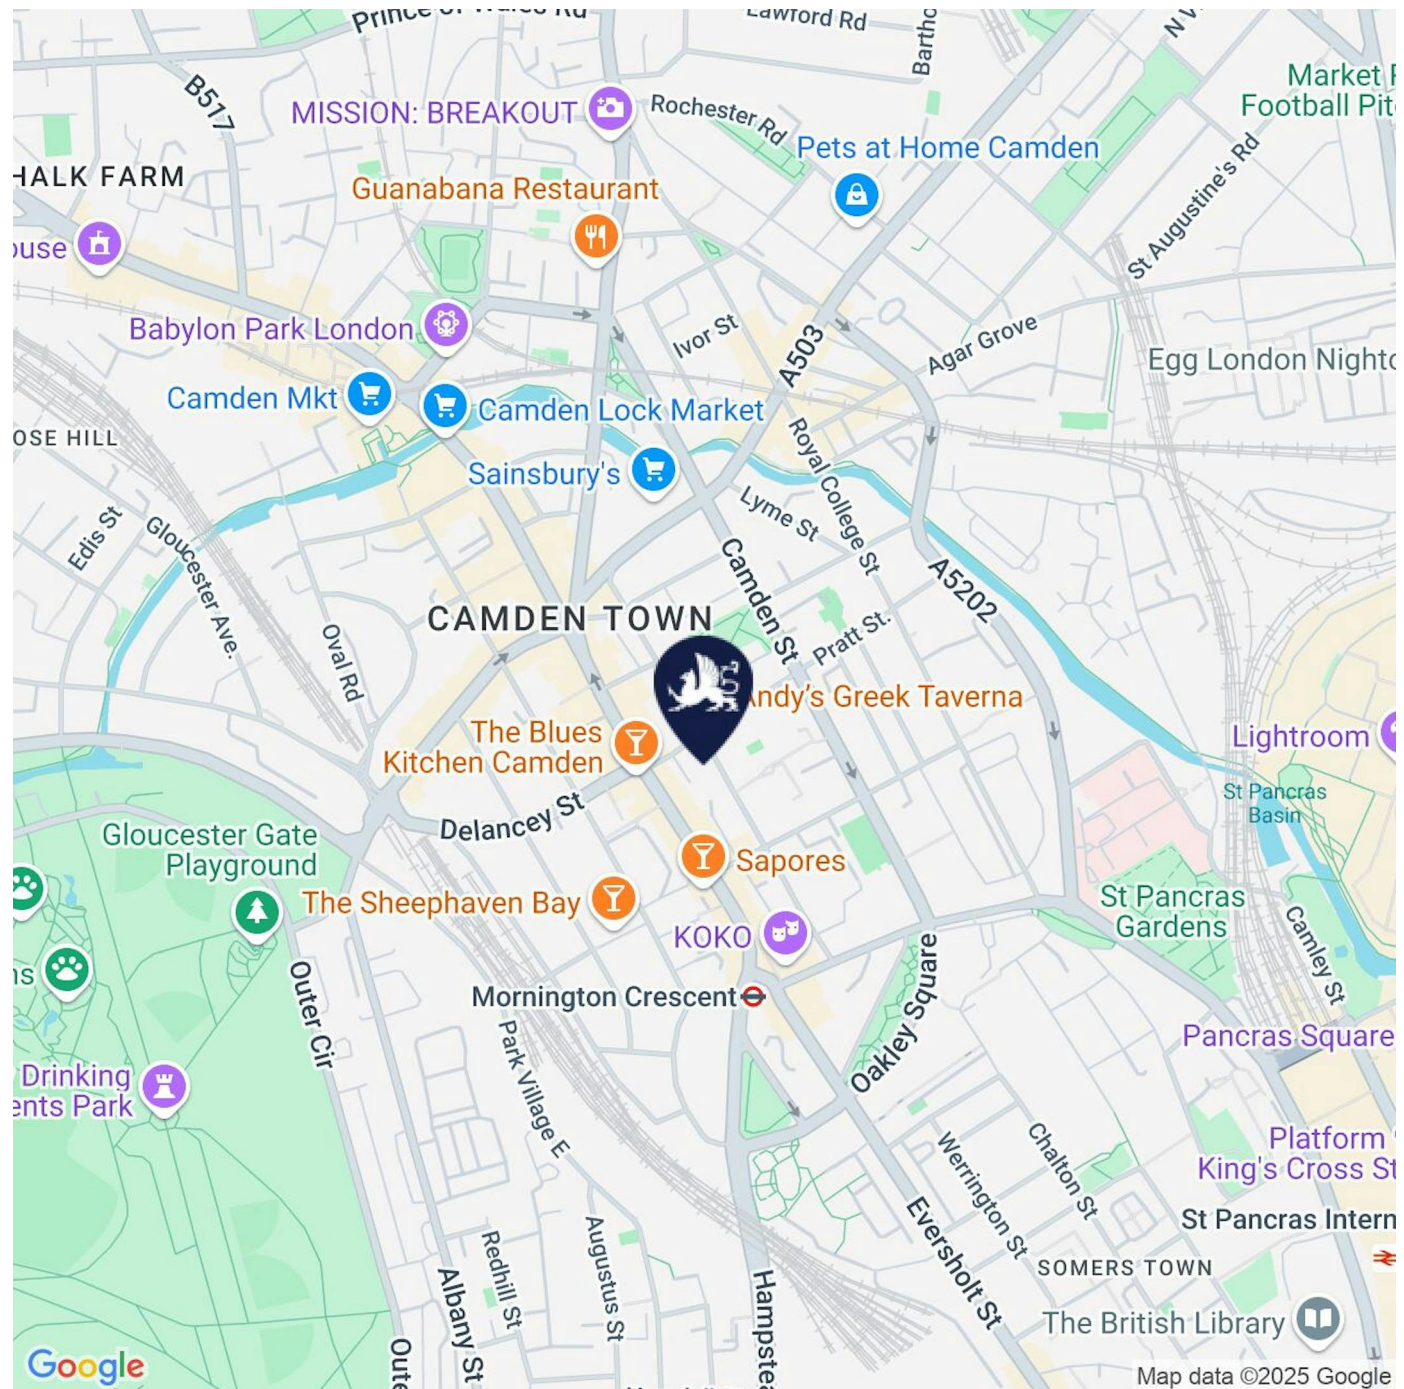 Prince of Wales Rd
Lawford Rd
Bartho
N V
B517
MISSION: BREAKOUT
Rochester Rd
Market F
Football Pit
Pets at Home Camden
HALK FARM
Guanabana Restaurant
St Augustine's Rd
ouse
Babylon Park London
Ivor St
A503
Agar Grove
Egg London Nightc
Camden Mkt
Camden Lock Market
OSE HILL
Sainsbury's
Royal College St
Lyme St
Edis St
Gloucester Ave.
Camden St
A5202
CAMDEN TOWN
Oval Rd
Pratt St.
Andy's Greek Taverna
The Blues
Kitchen Camden
Lightroom
St Pancras
Basin
Delancey St
Gloucester Gate
Playground
Sapores
The Sheephaven Bay
St Pancras
Gardens
KOKO
Camley St
ns
Outer Cir
Mornington Crescent
Oakley Square
Park Village E
Pancras Square
Drinking
ents Park
Werrington St
Chalton St
Platform
King's Cross St
Redhill St
Augustus St
Eversholt St
St Pancras Intern
SOMERS TOWN
Albany St
Hampstea
The British Library
Oute
Google
Map data ©2025 Google